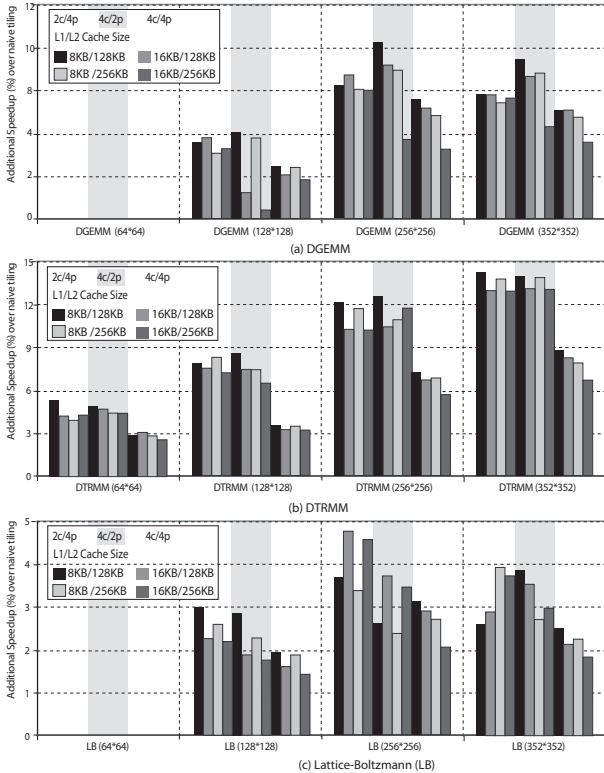 12
10
8
4
2
0
Additional Speedup (%) over naive tiling
2c/4p 4c/2p 4c/4p
L1/L2 Cache Size
8KB/128KB 16KB/128KB
8KB /256KB 16KB/256KB
DGEMM (64*64) DGEMM (128*128) DGEMM (256*256) DGEMM (352*352)
(a) DGEMM
15
12
9
6
3
0
Additional Speedup (%) over naive tiling
2c/4p 4c/2p 4c/4p
L1/L2 Cache Size
8KB/128KB 16KB/128KB
8KB /256KB 16KB/256KB
DTRMM (64*64) DTRMM (128*128) DTRMM (256*256) DTRMM (352*352)
(b) DTRMM
5
4
3
2
1
0
Additional Speedup (%) over naive tiling
2c/4p 4c/2p 4c/4p
L1/L2 Cache Size
8KB/128KB 16KB/128KB
8KB /256KB 16KB/256KB
LB (64*64) LB (128*128) LB (256*256) LB (352*352)
(c) Lattice-Boltzmann (LB)